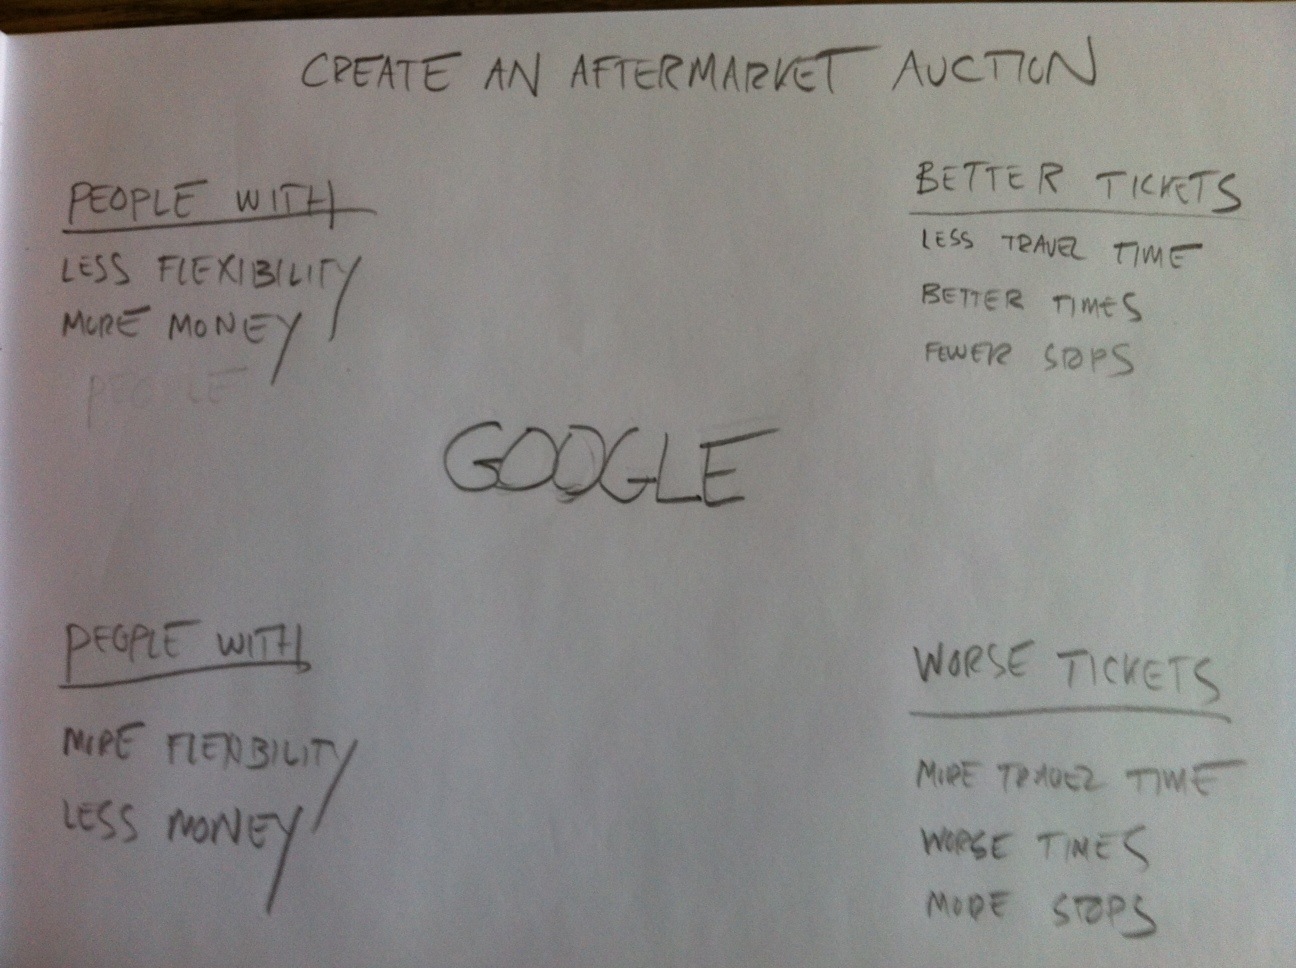 CREATE AN AFTERMARKET AUCTION
PEOPLE WITH
LESS FLEXIBILITY
MORE MONEY
PEOPLE
BETTER TICKETS
LESS TRAVEL TIME
BETTER TIMES
FEWER STOPS
GOOGLE
PEOPLE WITH
MORE FLEXIBILITY
LESS MONEY
WORSE TICKETS
MORE TRAVEL TIME
WORSE TIMES
MORE STOPS